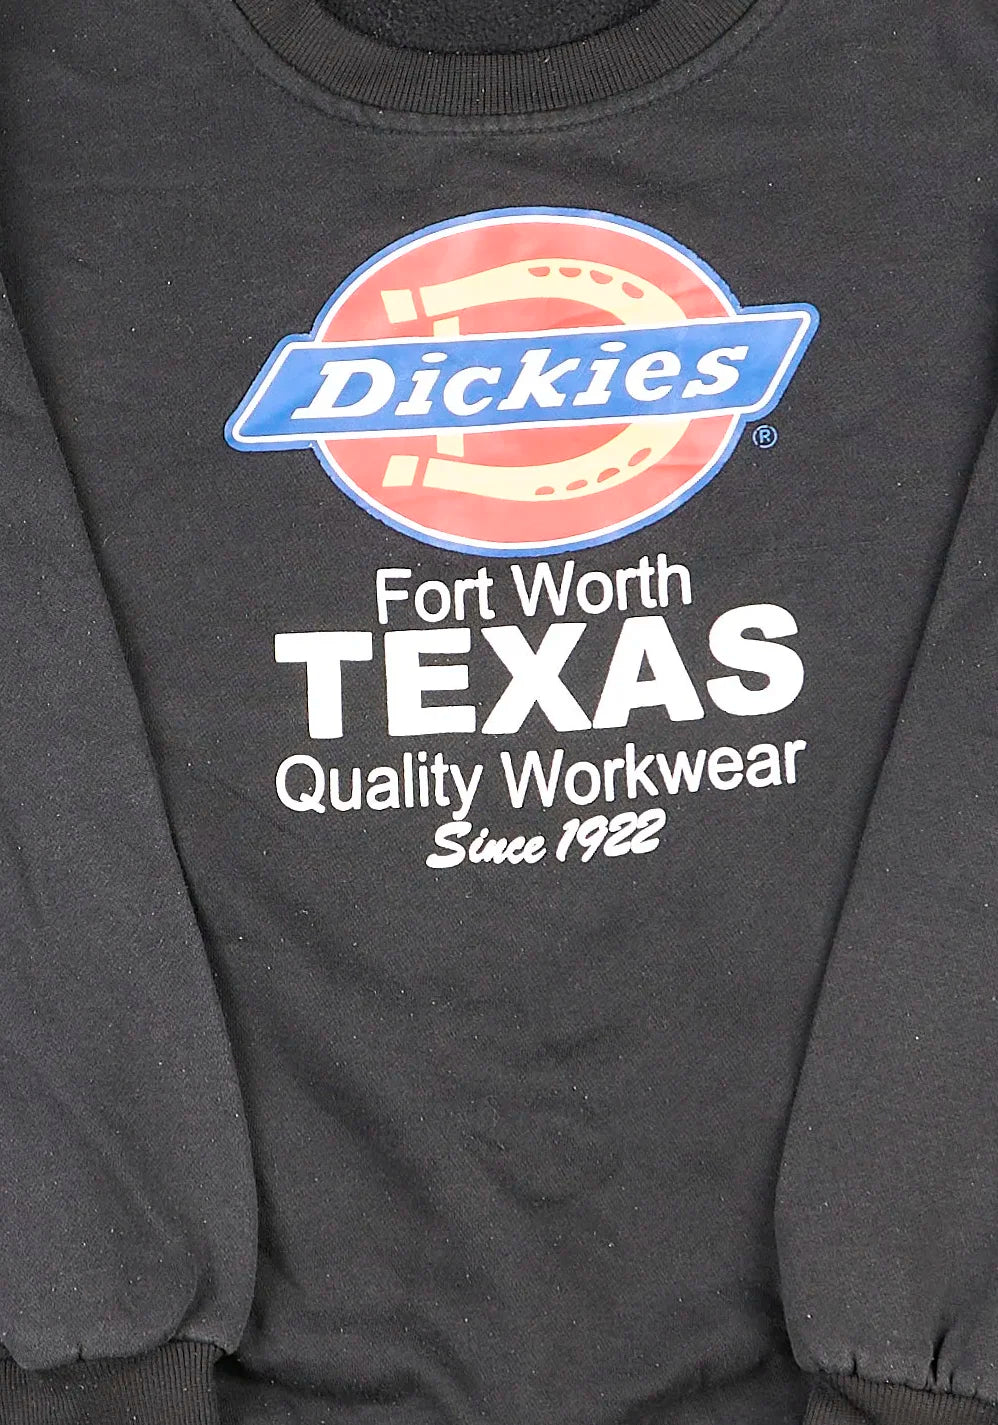 Dickies
®
Fort Worth
TEXAS
Quality Workwear
Since 1922